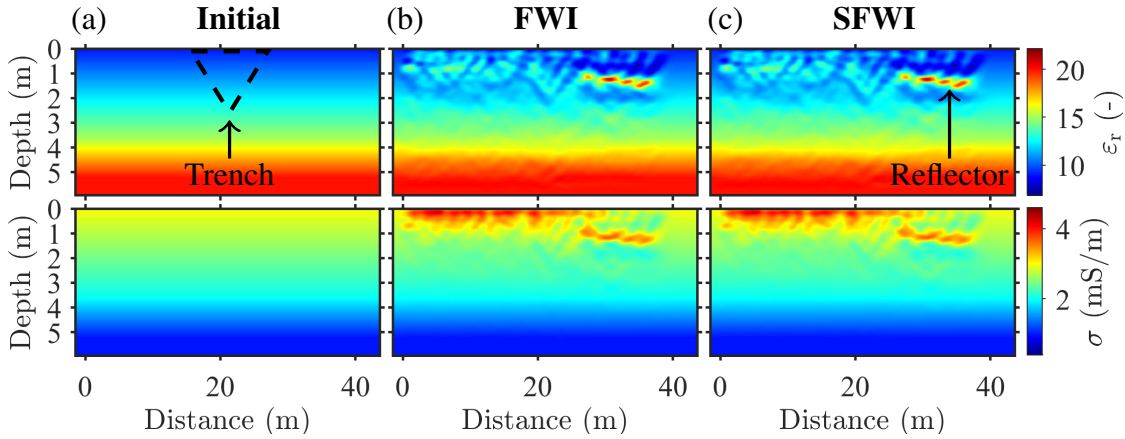 (a) Initial (b) FWI (c) SFWI
0
1
2
3
4
5
Depth (m)
Trench
Reflector
20
15
10
εr (-)
0
1
2
3
4
5
Depth (m)
4
2
σ (mS/m)
0 20 40 0 20 40 0 20 40
Distance (m) Distance (m) Distance (m)